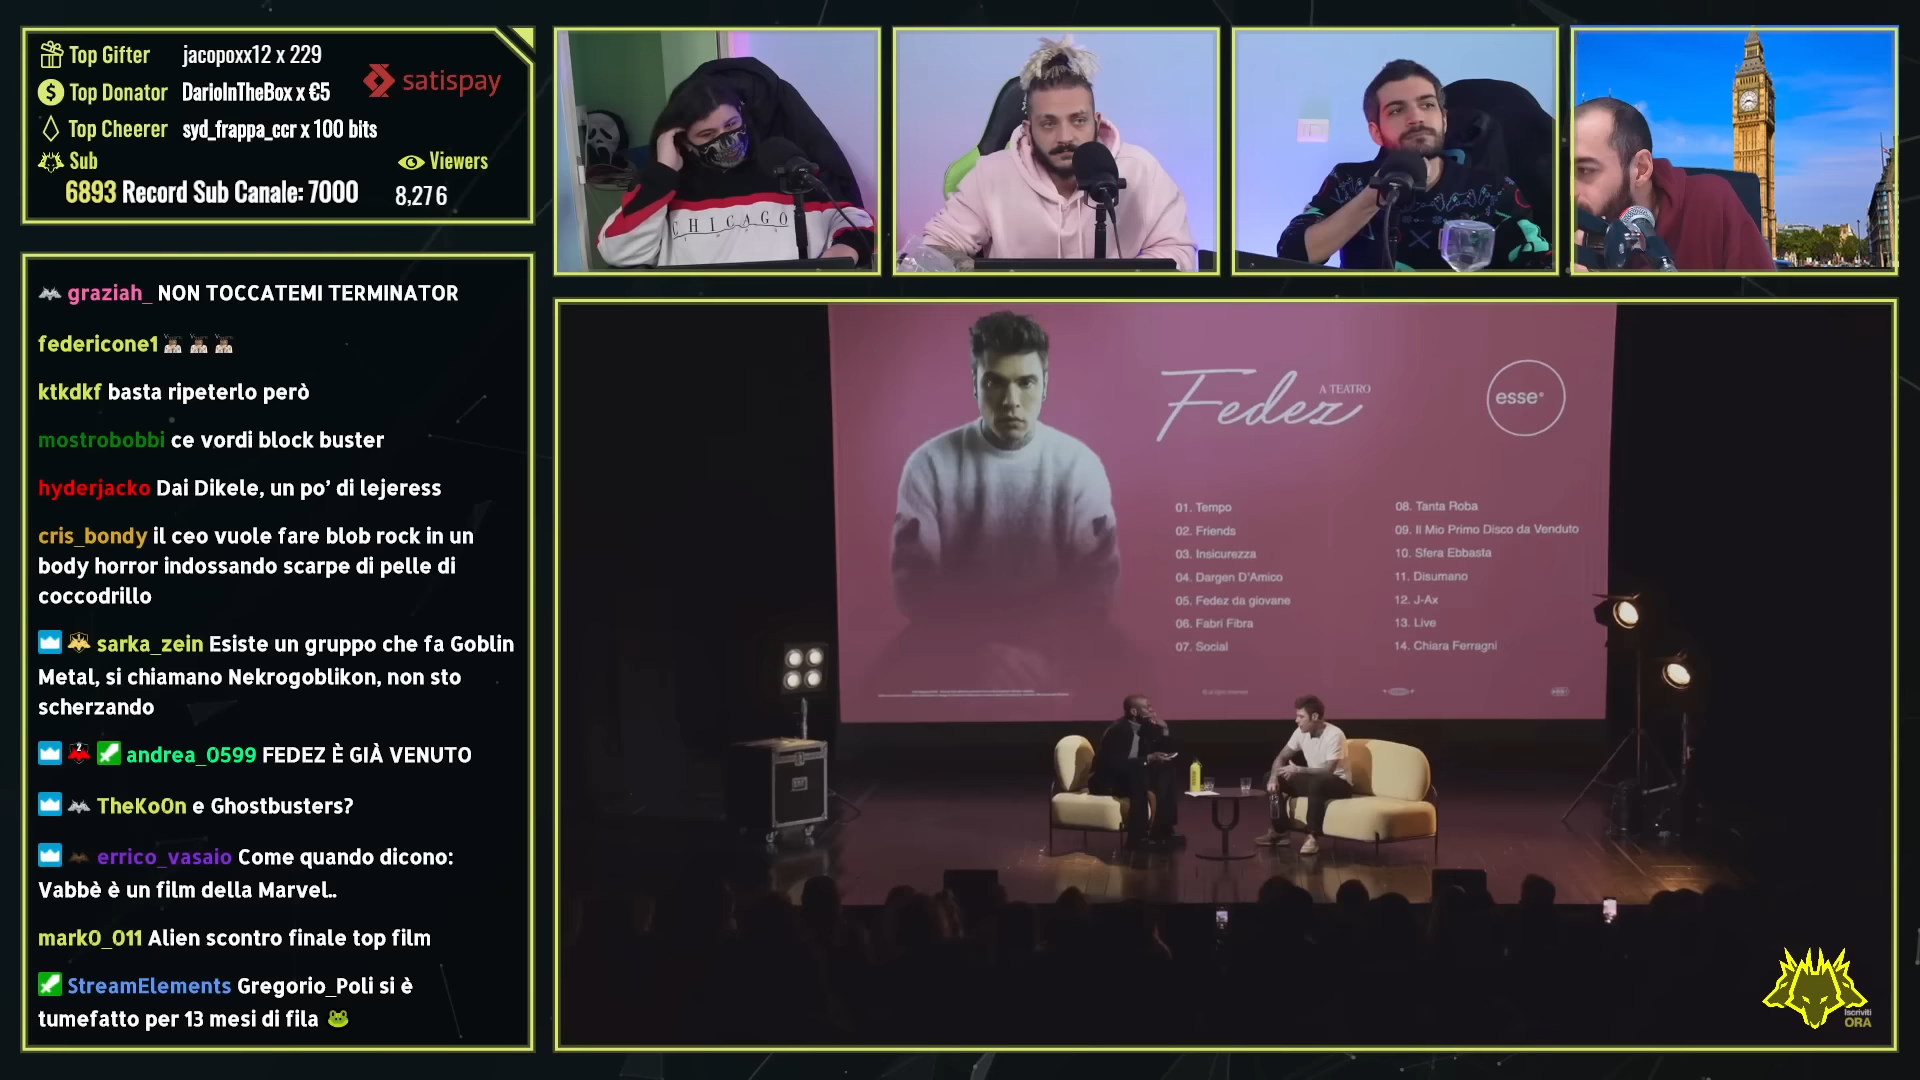 Top Gifter jacopoxx12 x 229
Top Donator DarioInTheBox x €5
satispay
Top Cheerer syd_frappa_ccr x 100 bits
Sub
Viewers
6893 Record Sub Canale: 7000
8,276
graziah_ NON TOCCATEMI TERMINATOR
federicone1
ktkdkf basta ripeterlo però
mostrobobbi ce vordi block buster
hyderjacko Dai Dikele, un po’ di lejeress
cris_bondy il ceo vuole fare blob rock in un
body horror indossando scarpe di pelle di
coccodrillo
sarka_zein Esiste un gruppo che fa Goblin
Metal, si chiamano Nekrogoblikon, non sto
scherzando
andrea_0599 FEDEZ È GIÀ VENUTO
TheKoOn e Ghostbusters?
errico_vasaio Come quando dicono:
Vabbè è un film della Marvel..
mark0_011 Alien scontro finale top film
StreamElements Gregorio_Poli si è
tumefatto per 13 mesi di fila
CHICAGO
Fedez
A TEATRO
esse
01. Tempo
02. Friends
03. Insicurezza
04. Dargen D'Amico
05. Fedez da giovane
06. Fabri Fibra
07. Social
08. Tanta Roba
09. Il Mio Primo Disco da Venduto
10. Sfera Ebbasta
11. Disumano
12. J-Ax
13. Live
14. Chiara Ferragni
Iscriviti
ORA